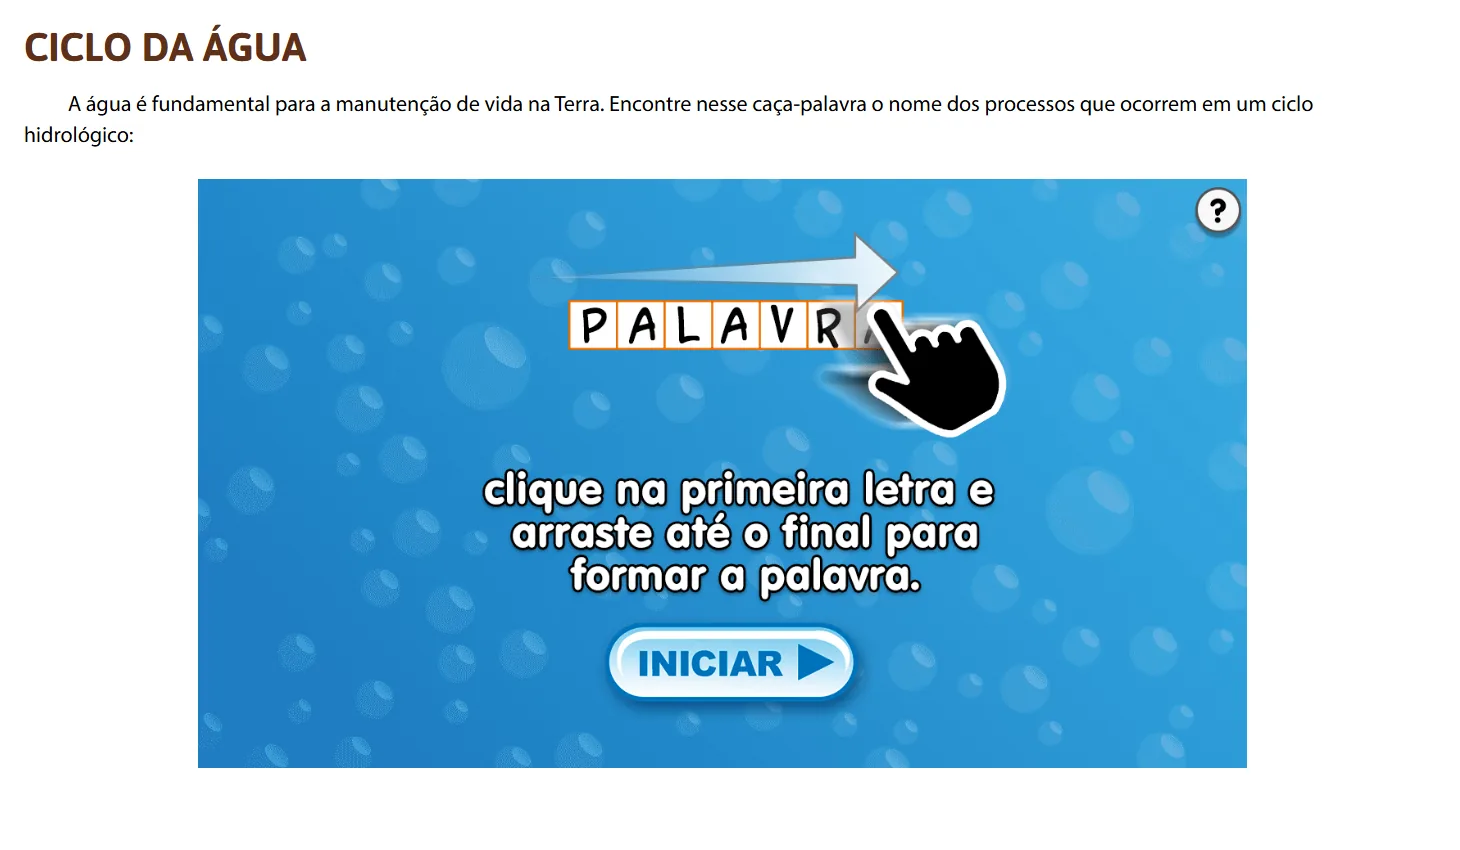 CICLO DA ÁGUA
A água é fundamental para a manutenção de vida na Terra. Encontre nesse caça-palavra o nome dos processos que ocorrem em um ciclo
hidrológico:
?
PALAVRA
clique na primeira letra e
arraste até o final para
formar a palavra.
INICIAR